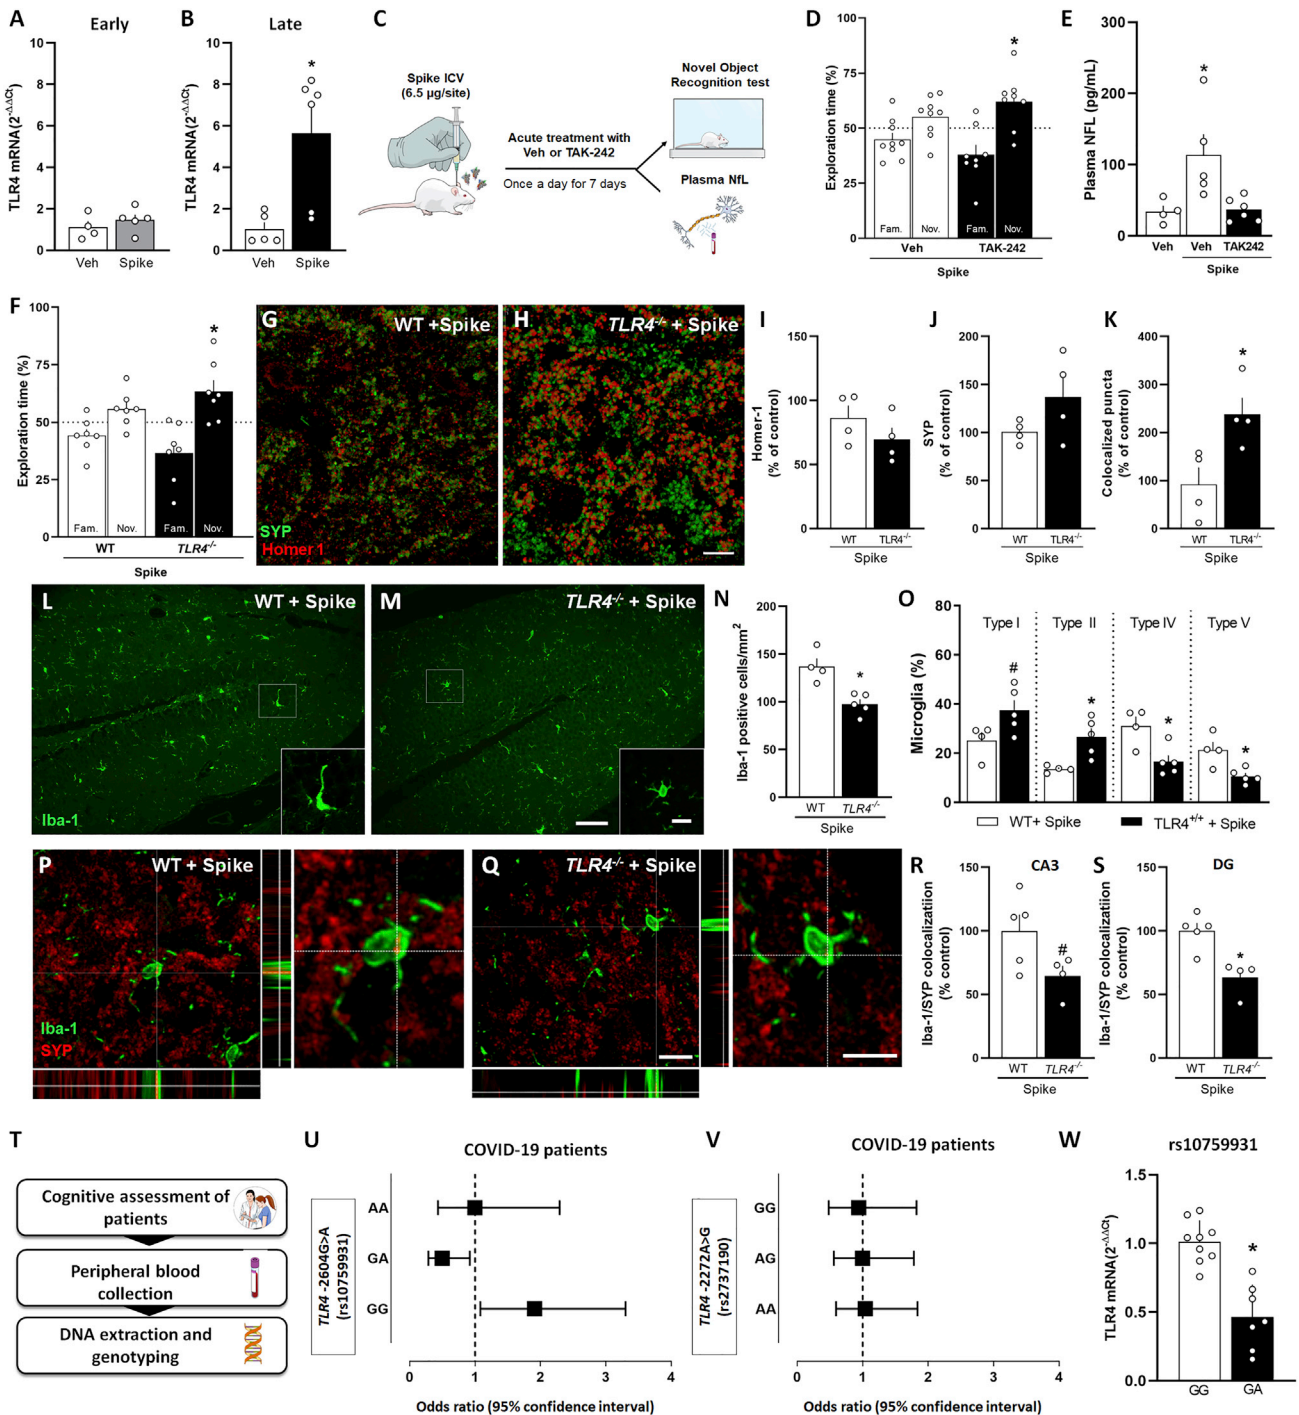 A
Early
TLR4 mRNA(2^-ΔΔCt)
10
8
6
4
2
0
Veh
Spike
B
Late
TLR4 mRNA(2^-ΔΔCt)
10
8
6
4
2
0
*
Veh
Spike
C
Spike ICV
(6.5 µg/site)
Acute treatment with
Veh or TAK-242
Once a day for 7 days
Novel Object
Recognition test
Plasma NfL
D
Exploration time (%)
100
75
50
25
0
*
Fam.
Nov.
Fam.
Nov.
Veh
TAK-242
Spike
E
Plasma NFL (pg/mL)
300
200
100
0
*
Veh
Veh
TAK242
Spike
F
Exploration time (%)
100
75
50
25
0
*
Fam.
Nov.
Fam.
Nov.
WT
TLR4-/-
Spike
G
WT +Spike
SYP
Homer 1
H
TLR4-/- + Spike
I
Homer-1
(% of control)
150
100
50
0
WT
TLR4-/-
Spike
J
SYP
(% of control)
200
150
100
50
0
WT
TLR4-/-
Spike
K
Colocalized puncta
(% of control)
400
300
200
100
0
*
WT
TLR4-/-
Spike
L
WT + Spike
Iba-1
M
TLR4-/- + Spike
N
Iba-1 positive cells/mm2
200
150
100
50
0
*
WT
TLR4-/-
Spike
O
Microglia (%)
80
60
40
20
0
Type I
Type II
Type IV
Type V
#
*
*
*
WT+ Spike
TLR4+/+ + Spike
P
WT + Spike
Iba-1
SYP
Q
TLR4-/- + Spike
R
CA3
Iba-1/SYP colocalizatiion
(% control)
150
100
50
0
#
WT
TLR4-/-
Spike
S
DG
Iba-1/SYP colocalizatiion
(% control)
150
100
50
0
*
WT
TLR4-/-
Spike
T
Cognitive assessment of
patients
Peripheral blood
collection
DNA extraction and
genotyping
U
COVID-19 patients
TLR4 -2604G>A
(rs10759931)
AA
GA
GG
0
1
2
3
4
Odds ratio (95% confidence interval)
V
COVID-19 patients
TLR4 -2272A>G
(rs2737190)
GG
AG
AA
0
1
2
3
4
Odds ratio (95% confidence interval)
W
rs10759931
TLR4 mRNA(2^-ΔΔCt)
1.5
1.0
0.5
0.0
*
GG
GA